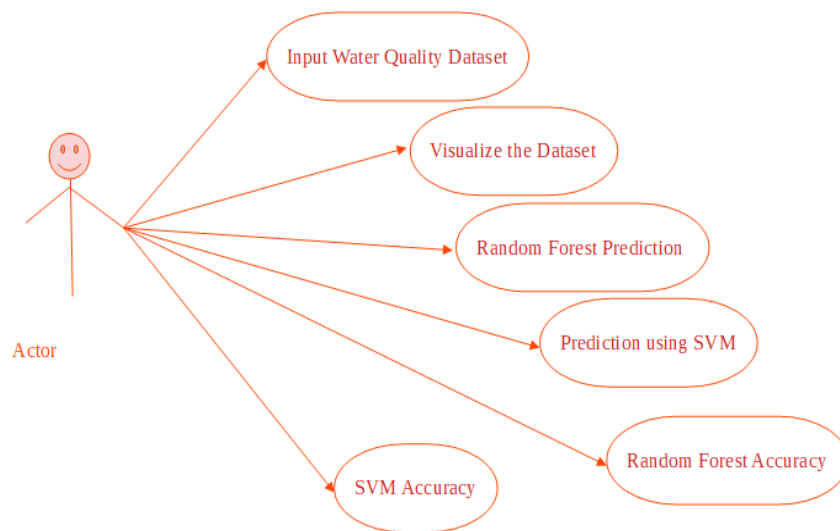 Input Water Quality Dataset
Visualize the Dataset
Random Forest Prediction
Prediction using SVM
Actor
Random Forest Accuracy
SVM Accuracy